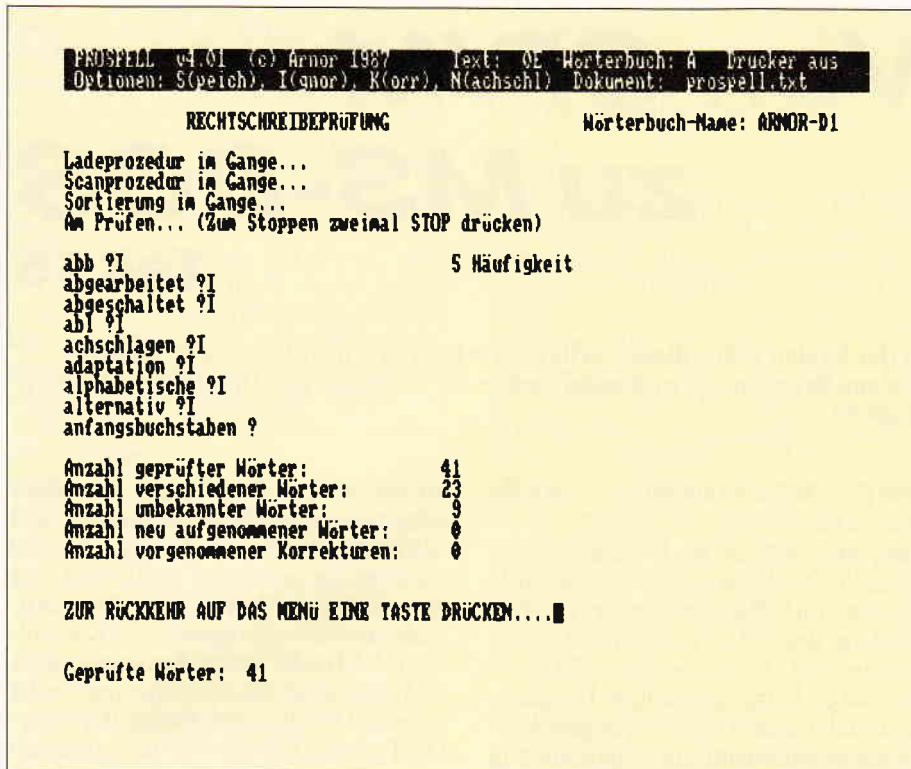 PROSPELL v4.01 (c) Arnor 1987 Text: OE Wörterbuch: A Drucker aus
Optionen: S(peich), I(gnor), K(orr), N(achschl) Dokument: prospell.txt
RECHTSCHREIBEPRüFUNG Wörterbuch-Name: ARNOR-D1
Ladeprozedur im Gange...
Scanprozedur im Gange...
Sortierung im Gange...
Am Prüfen... (Zum Stoppen zweimal STOP drücken)
abb ?I 5 Häufigkeit
abgearbeitet ?I
abgeschaltet ?I
abl ?I
achschlagen ?I
adaptation ?I
alphabetische ?I
alternativ ?I
anfangsbuchstaben ?
Anzahl geprüfter Wörter: 41
Anzahl verschiedener Wörter: 23
Anzahl unbekannter Wörter: 9
Anzahl neu aufgenommener Wörter: 0
Anzahl vorgenommener Korrekturen: 0
ZUR RüCKKEHR AUF DAS MENü EINE TASTE DRüCKEN....
Geprüfte Wörter: 41